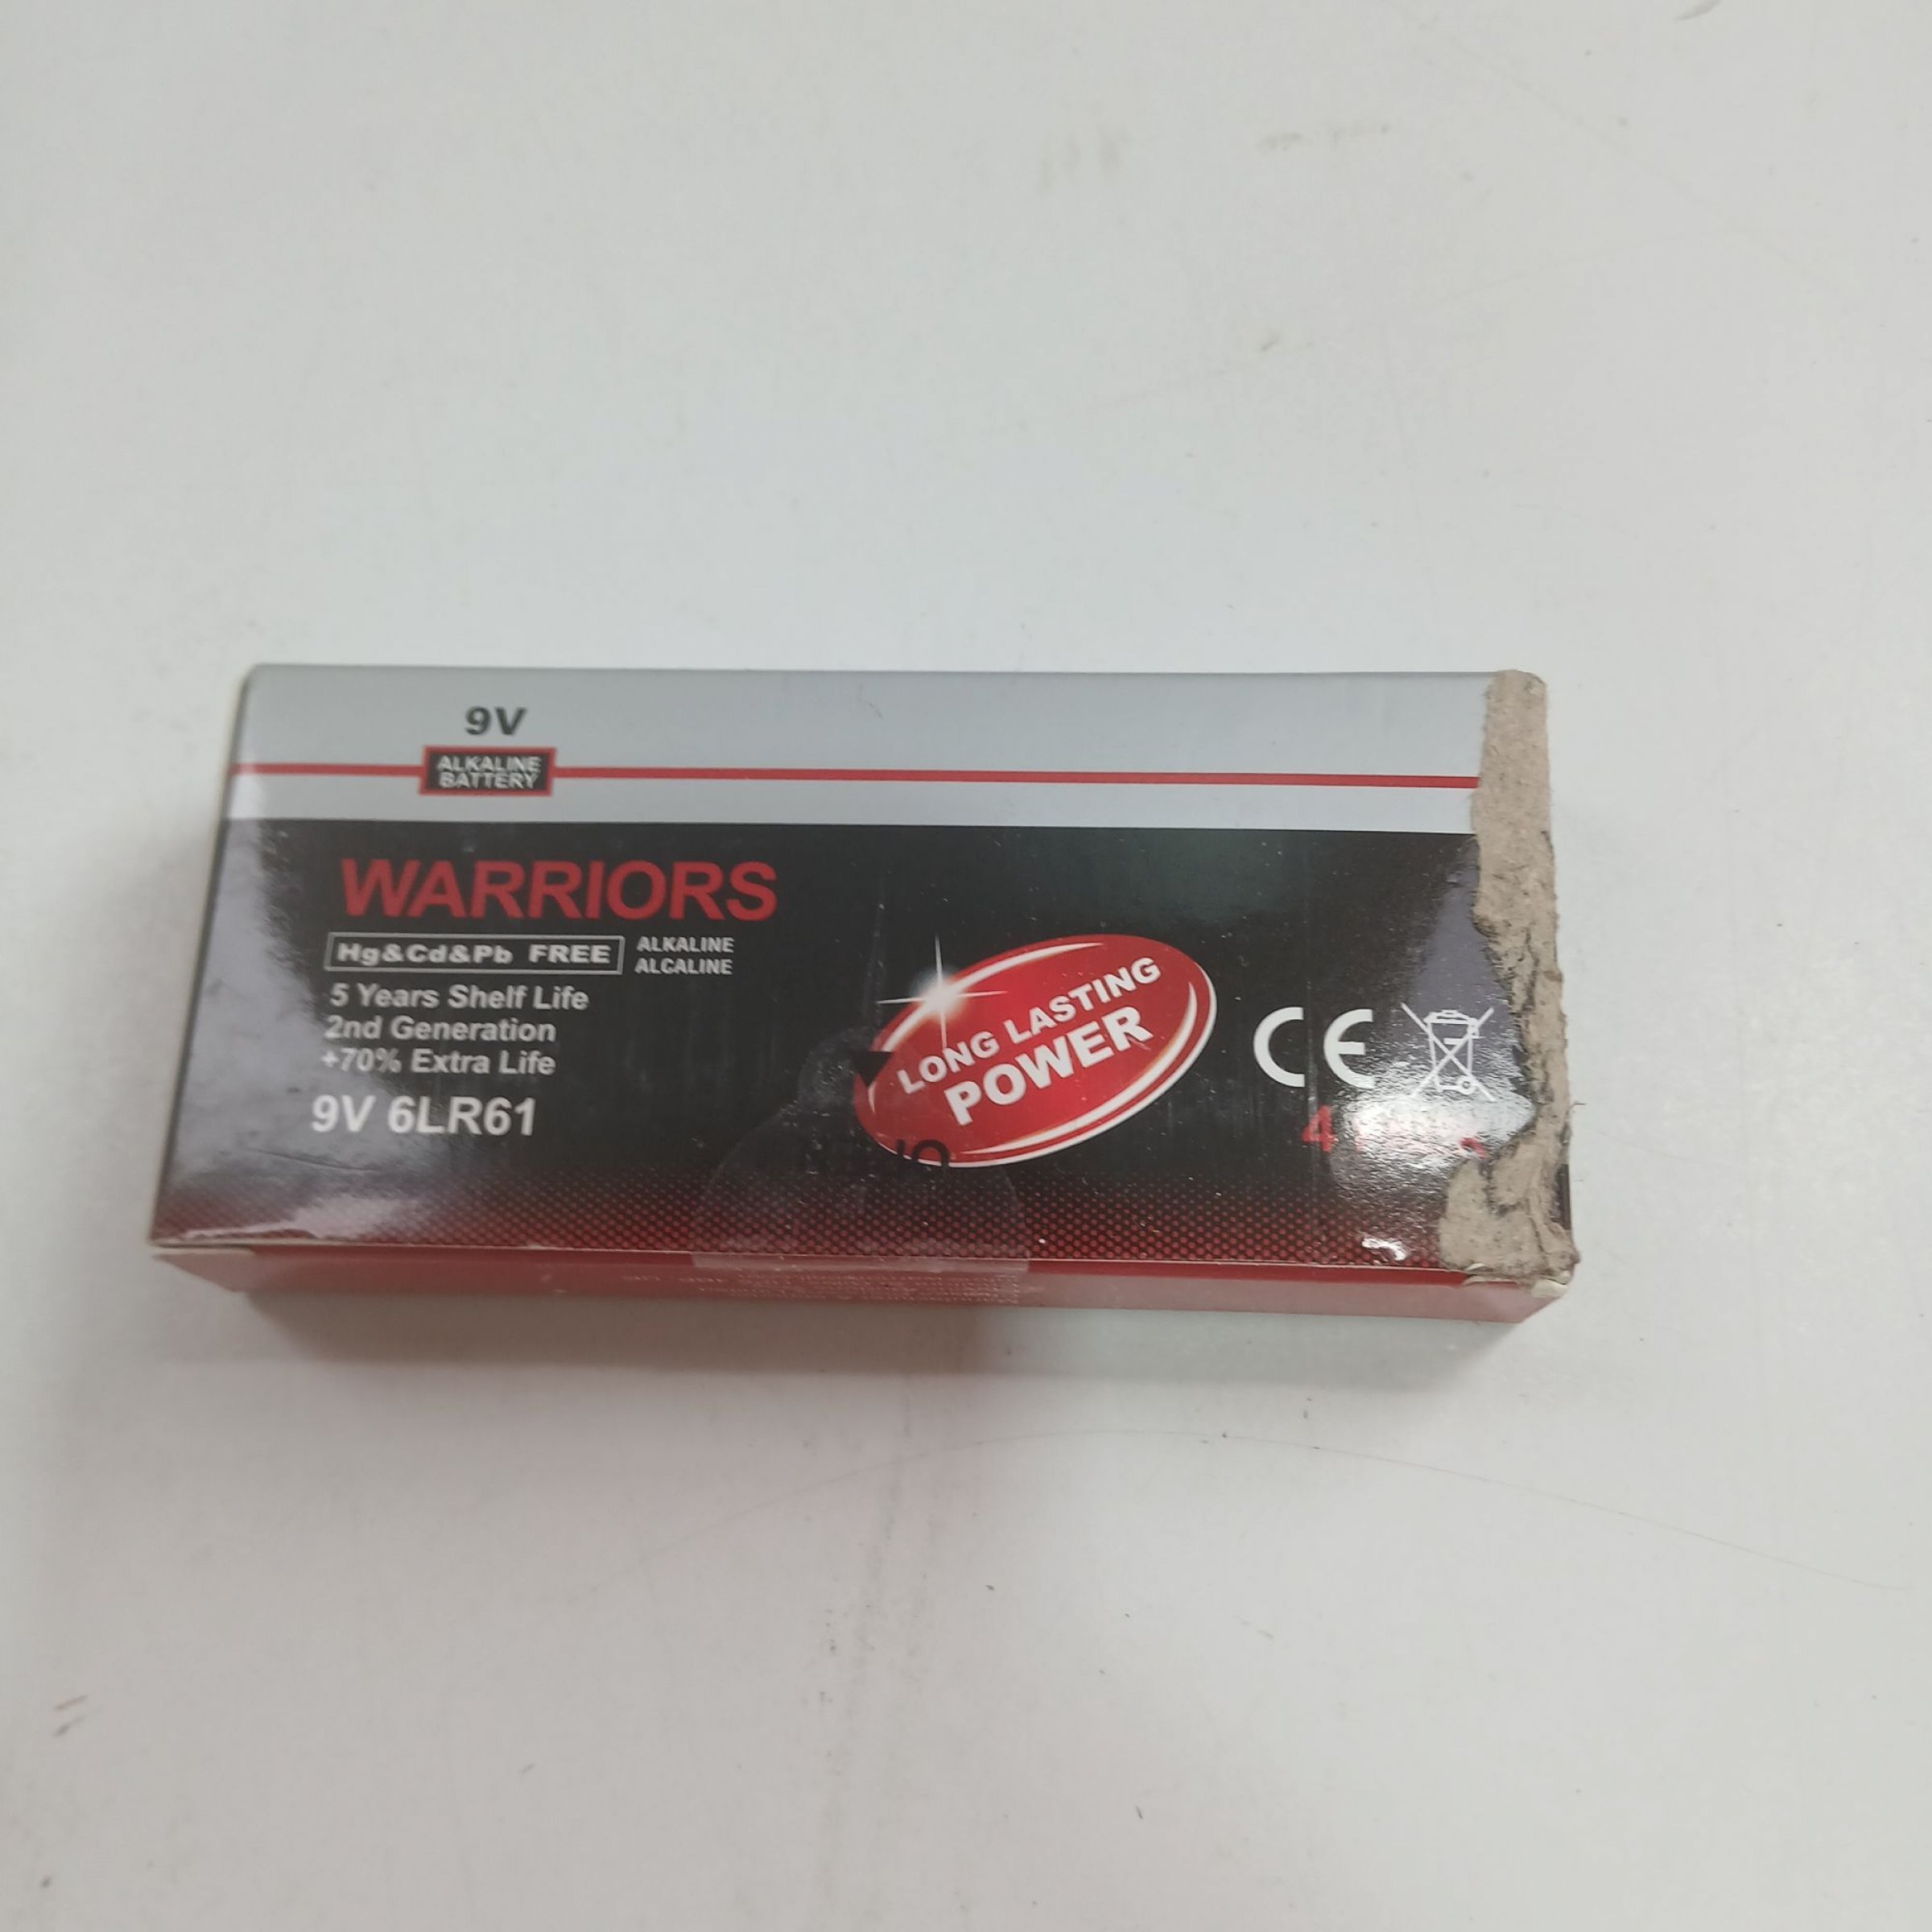 9V
ALKALINE
BATTERY
WARRIORS
Hg&Cd&Pb FREE
ALKALINE
ALCALINE
5 Years Shelf Life
2nd Generation
+70% Extra Life
9V 6LR61
LONG LASTING
POWER
CE
4